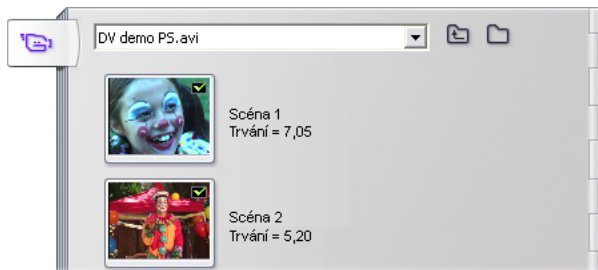 DV demo PS.avi
Scéna 1
Trvání = 7,05
Scéna 2
Trvání = 5,20